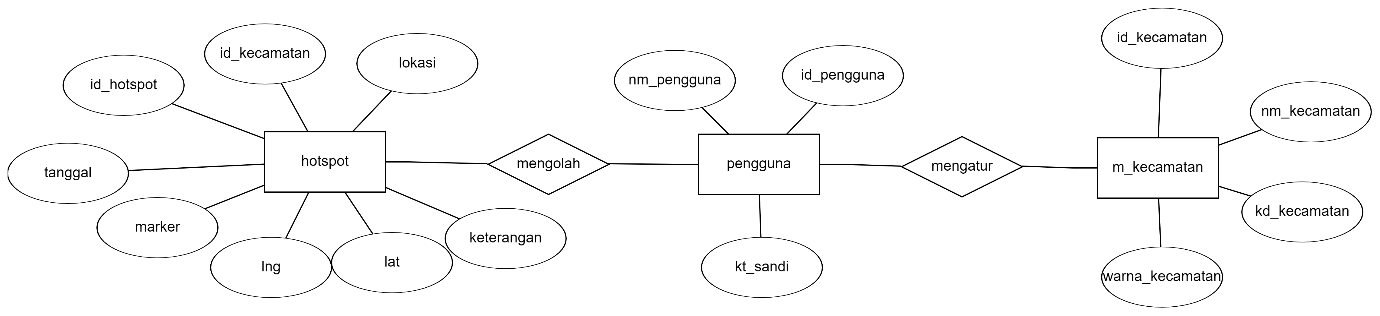 id_kecamatan
lokasi
id_hotspot
hotspot
tanggal
marker
lng
lat
keterangan
mengolah
nm_pengguna
id_pengguna
pengguna
kt_sandi
mengatur
id_kecamatan
nm_kecamatan
m_kecamatan
kd_kecamatan
warna_kecamatan